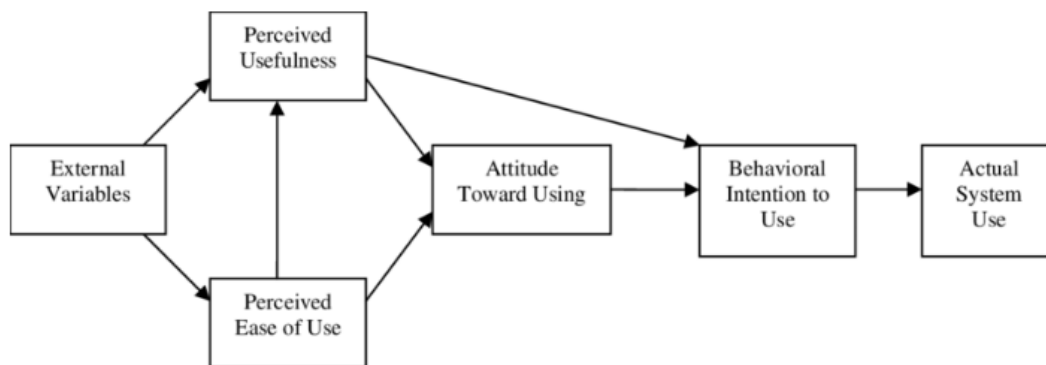 Perceived
Usefulness
External
Variables
Attitude
Toward Using
Behavioral
Intention to
Use
Actual
System
Use
Perceived
Ease of Use